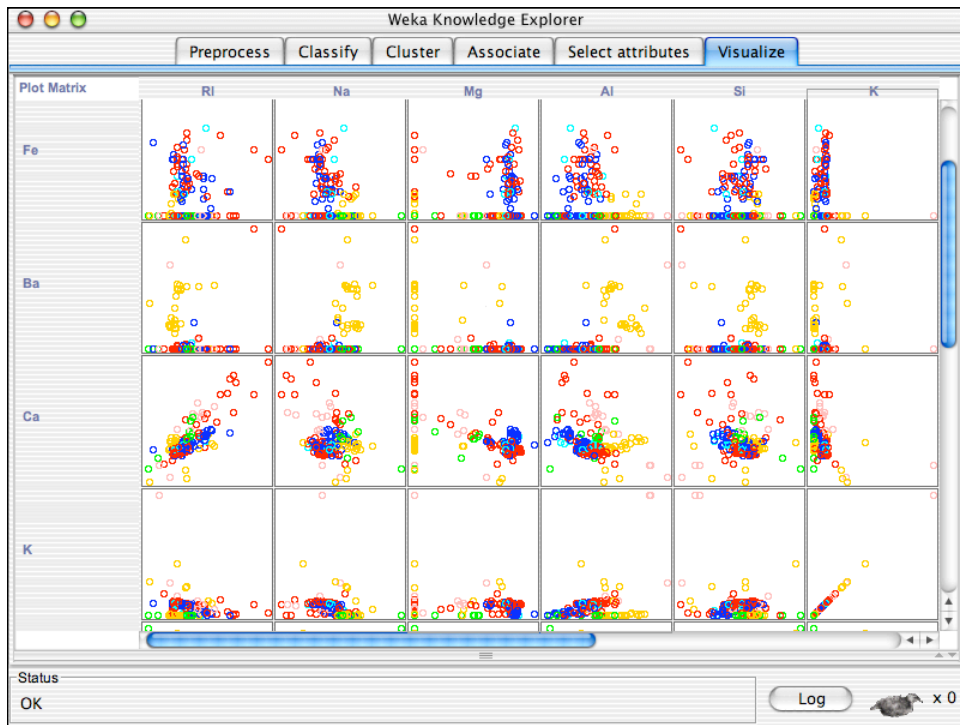 Weka Knowledge Explorer
Preprocess Classify Cluster Associate Select attributes Visualize
Plot Matrix RI Na Mg Al Si K
Fe
Ba
Ca
K
Status
OK
Log x 0